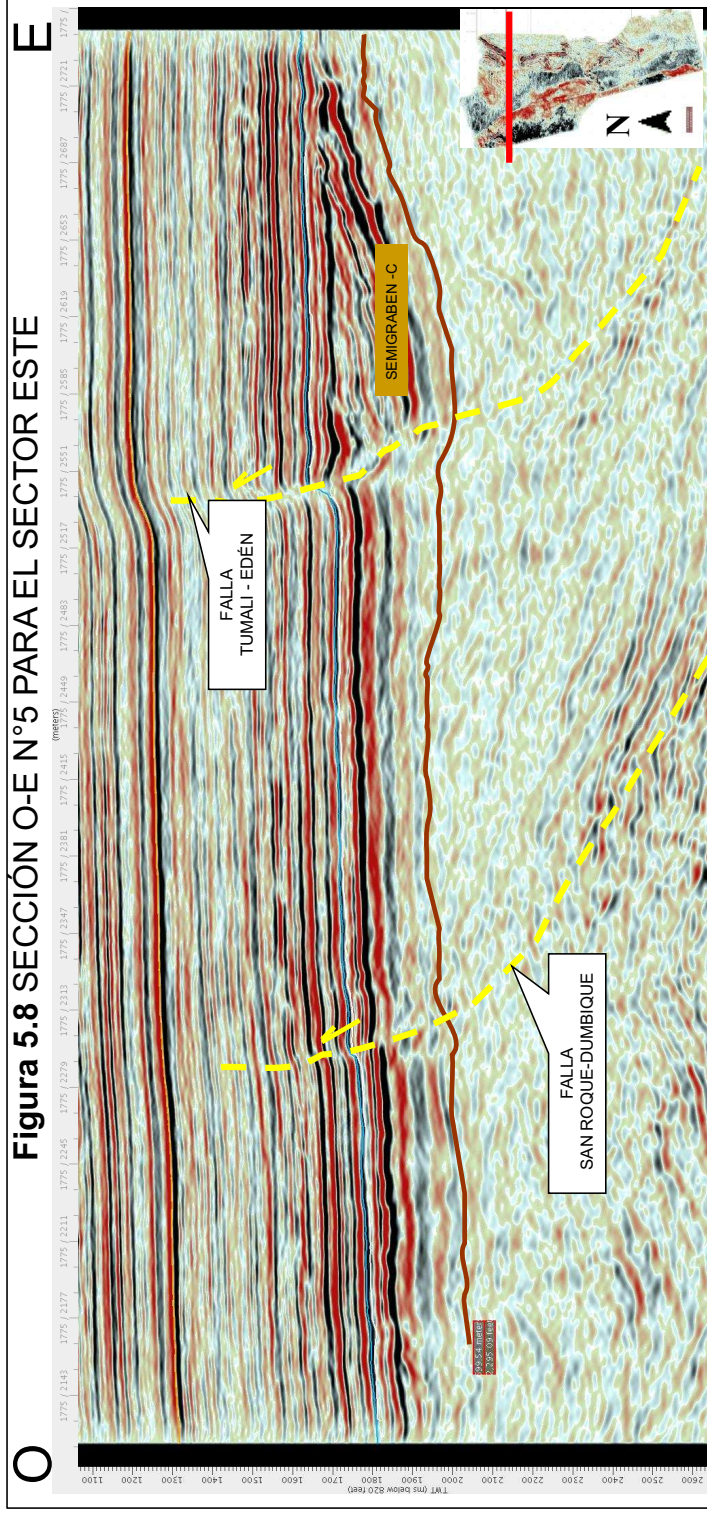 Figura 5.8 SECCIÓN O-E N°5 PARA EL SECTOR ESTE
O
E
(meters)
1775 / 2143
1775 / 2177
1775 / 2211
1775 / 2245
1775 / 2279
1775 / 2313
1775 / 2347
1775 / 2381
1775 / 2415
1775 / 2449
1775 / 2483
1775 / 2517
1775 / 2551
1775 / 2585
1775 / 2619
1775 / 2653
1775 / 2687
1775 / 2721
1775 /
TWT (ms below 820 feet)
1100
1200
1300
1400
1500
1600
1700
1800
1900
2000
2100
2200
2300
2400
2500
2600
FALLA
TUMALI - EDÉN
SEMIGRABEN -C
FALLA
SAN ROQUE-DUMBIQUE
N